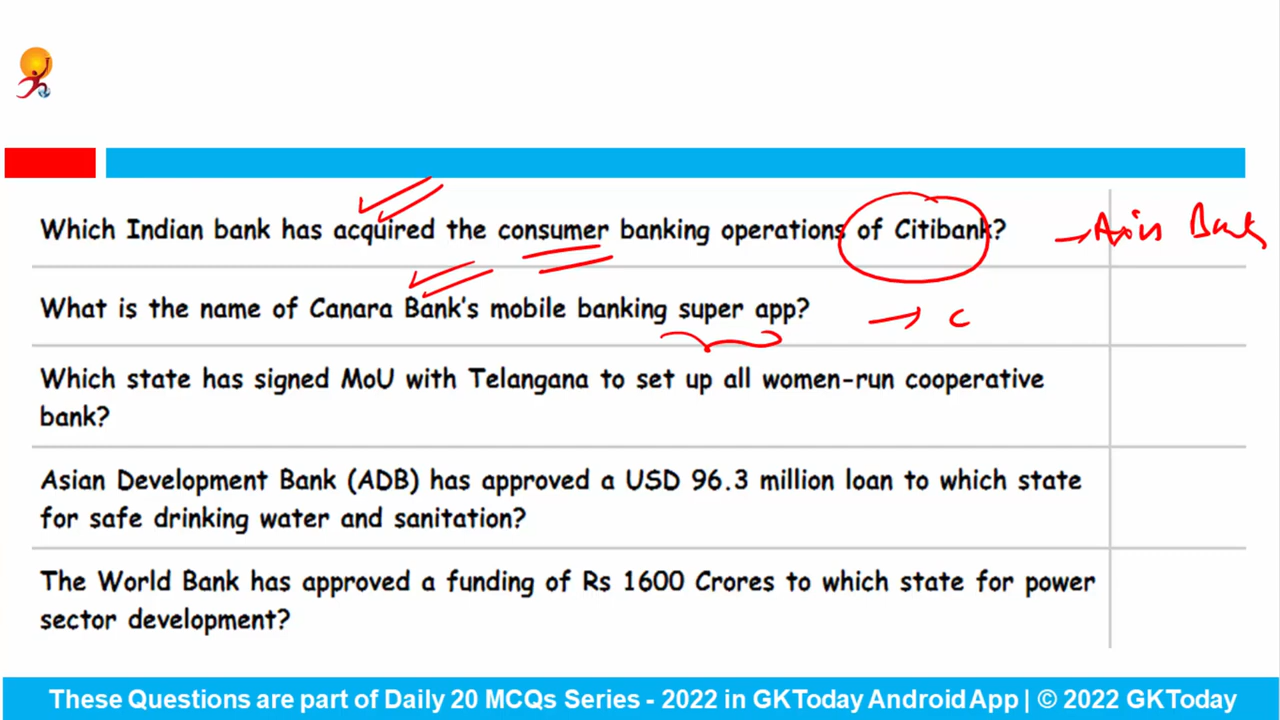 Which Indian bank has acquired the consumer banking operations of Citibank? → Axis Bank
What is the name of Canara Bank's mobile banking super app? → c
Which state has signed MoU with Telangana to set up all women-run cooperative
bank?
Asian Development Bank (ADB) has approved a USD 96.3 million loan to which state
for safe drinking water and sanitation?
The World Bank has approved a funding of Rs 1600 Crores to which state for power
sector development?
These Questions are part of Daily 20 MCQs Series - 2022 in GKToday Android App | © 2022 GKToday